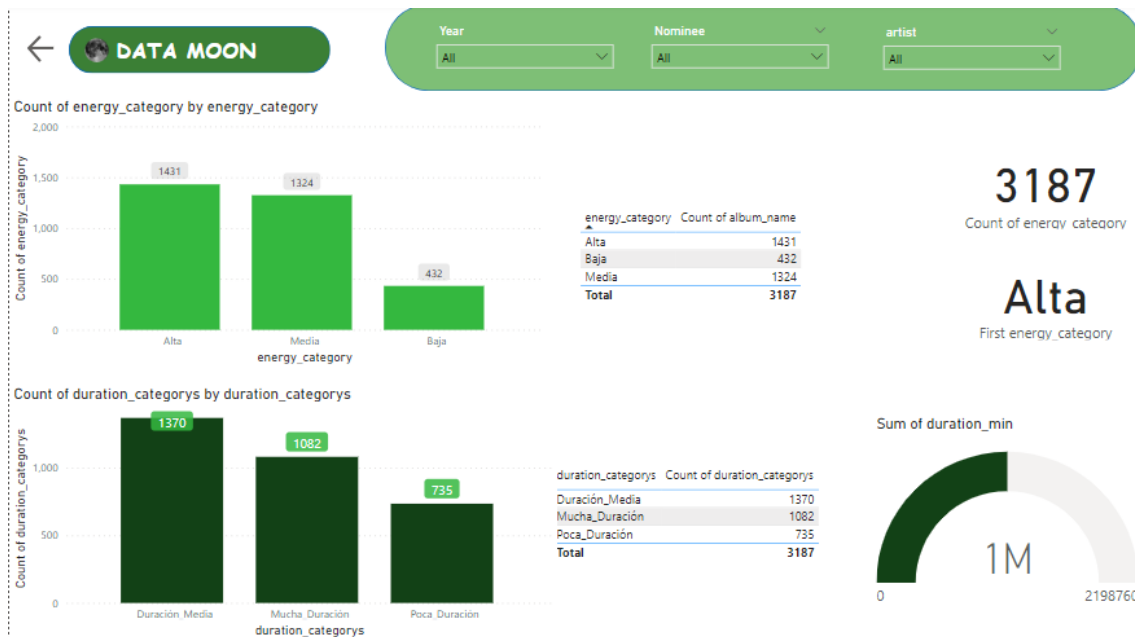 DATA MOON
Year
Nominee
artist
All
All
All
Count of energy_category by energy_category
Count of energy_category
2,000
1,500
1,000
500
0
1431
1324
432
Alta
Media
Baja
energy_category
energy_category Count of album_name
Alta 1431
Baja 432
Media 1324
Total 3187
3187
Count of energy_category
Alta
First energy_category
Count of duration_categorys by duration_categorys
Count of duration_categorys
1,000
500
0
1370
1082
735
Duración_Media
Mucha_Duración
Poca_Duración
duration_categorys
duration_categorys Count of duration_categorys
Duración_Media 1370
Mucha_Duración 1082
Poca_Duración 735
Total 3187
Sum of duration_min
1M
0
2198760